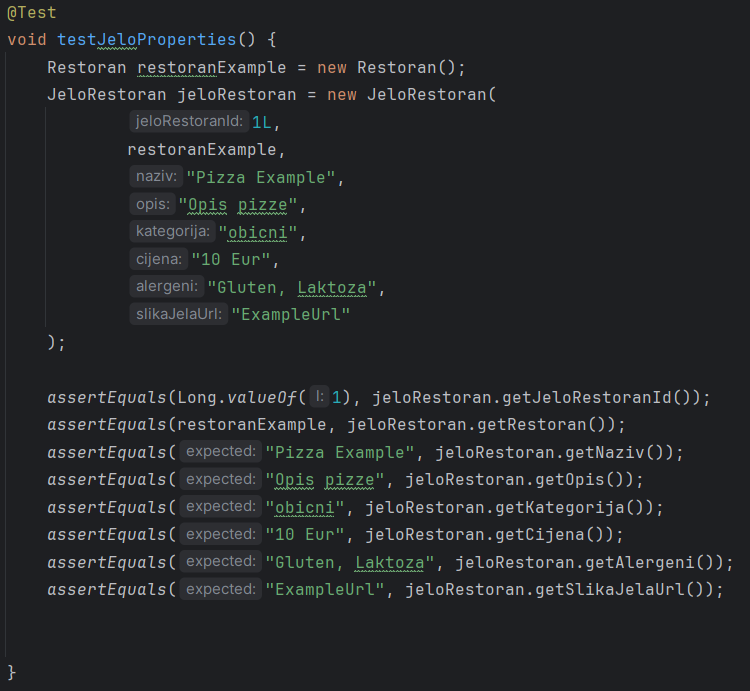 @Test
void testJeloProperties() {
    Restoran restoranExample = new Restoran();
    JeloRestoran jeloRestoran = new JeloRestoran(
            jeloRestoranId: 1L,
            restoranExample,
            naziv: "Pizza Example",
            opis: "Opis pizze",
            kategorija: "obicni",
            cijena: "10 Eur",
            alergeni: "Gluten, Laktoza",
            slikaJelaUrl: "ExampleUrl"
    );
    assertEquals(Long.valueOf( l: 1), jeloRestoran.getJeloRestoranId());
    assertEquals(restoranExample, jeloRestoran.getRestoran());
    assertEquals( expected: "Pizza Example", jeloRestoran.getNaziv());
    assertEquals( expected: "Opis pizze", jeloRestoran.getOpis());
    assertEquals( expected: "obicni", jeloRestoran.getKategorija());
    assertEquals( expected: "10 Eur", jeloRestoran.getCijena());
    assertEquals( expected: "Gluten, Laktoza", jeloRestoran.getAlergeni());
    assertEquals( expected: "ExampleUrl", jeloRestoran.getSlikaJelaUrl());
}